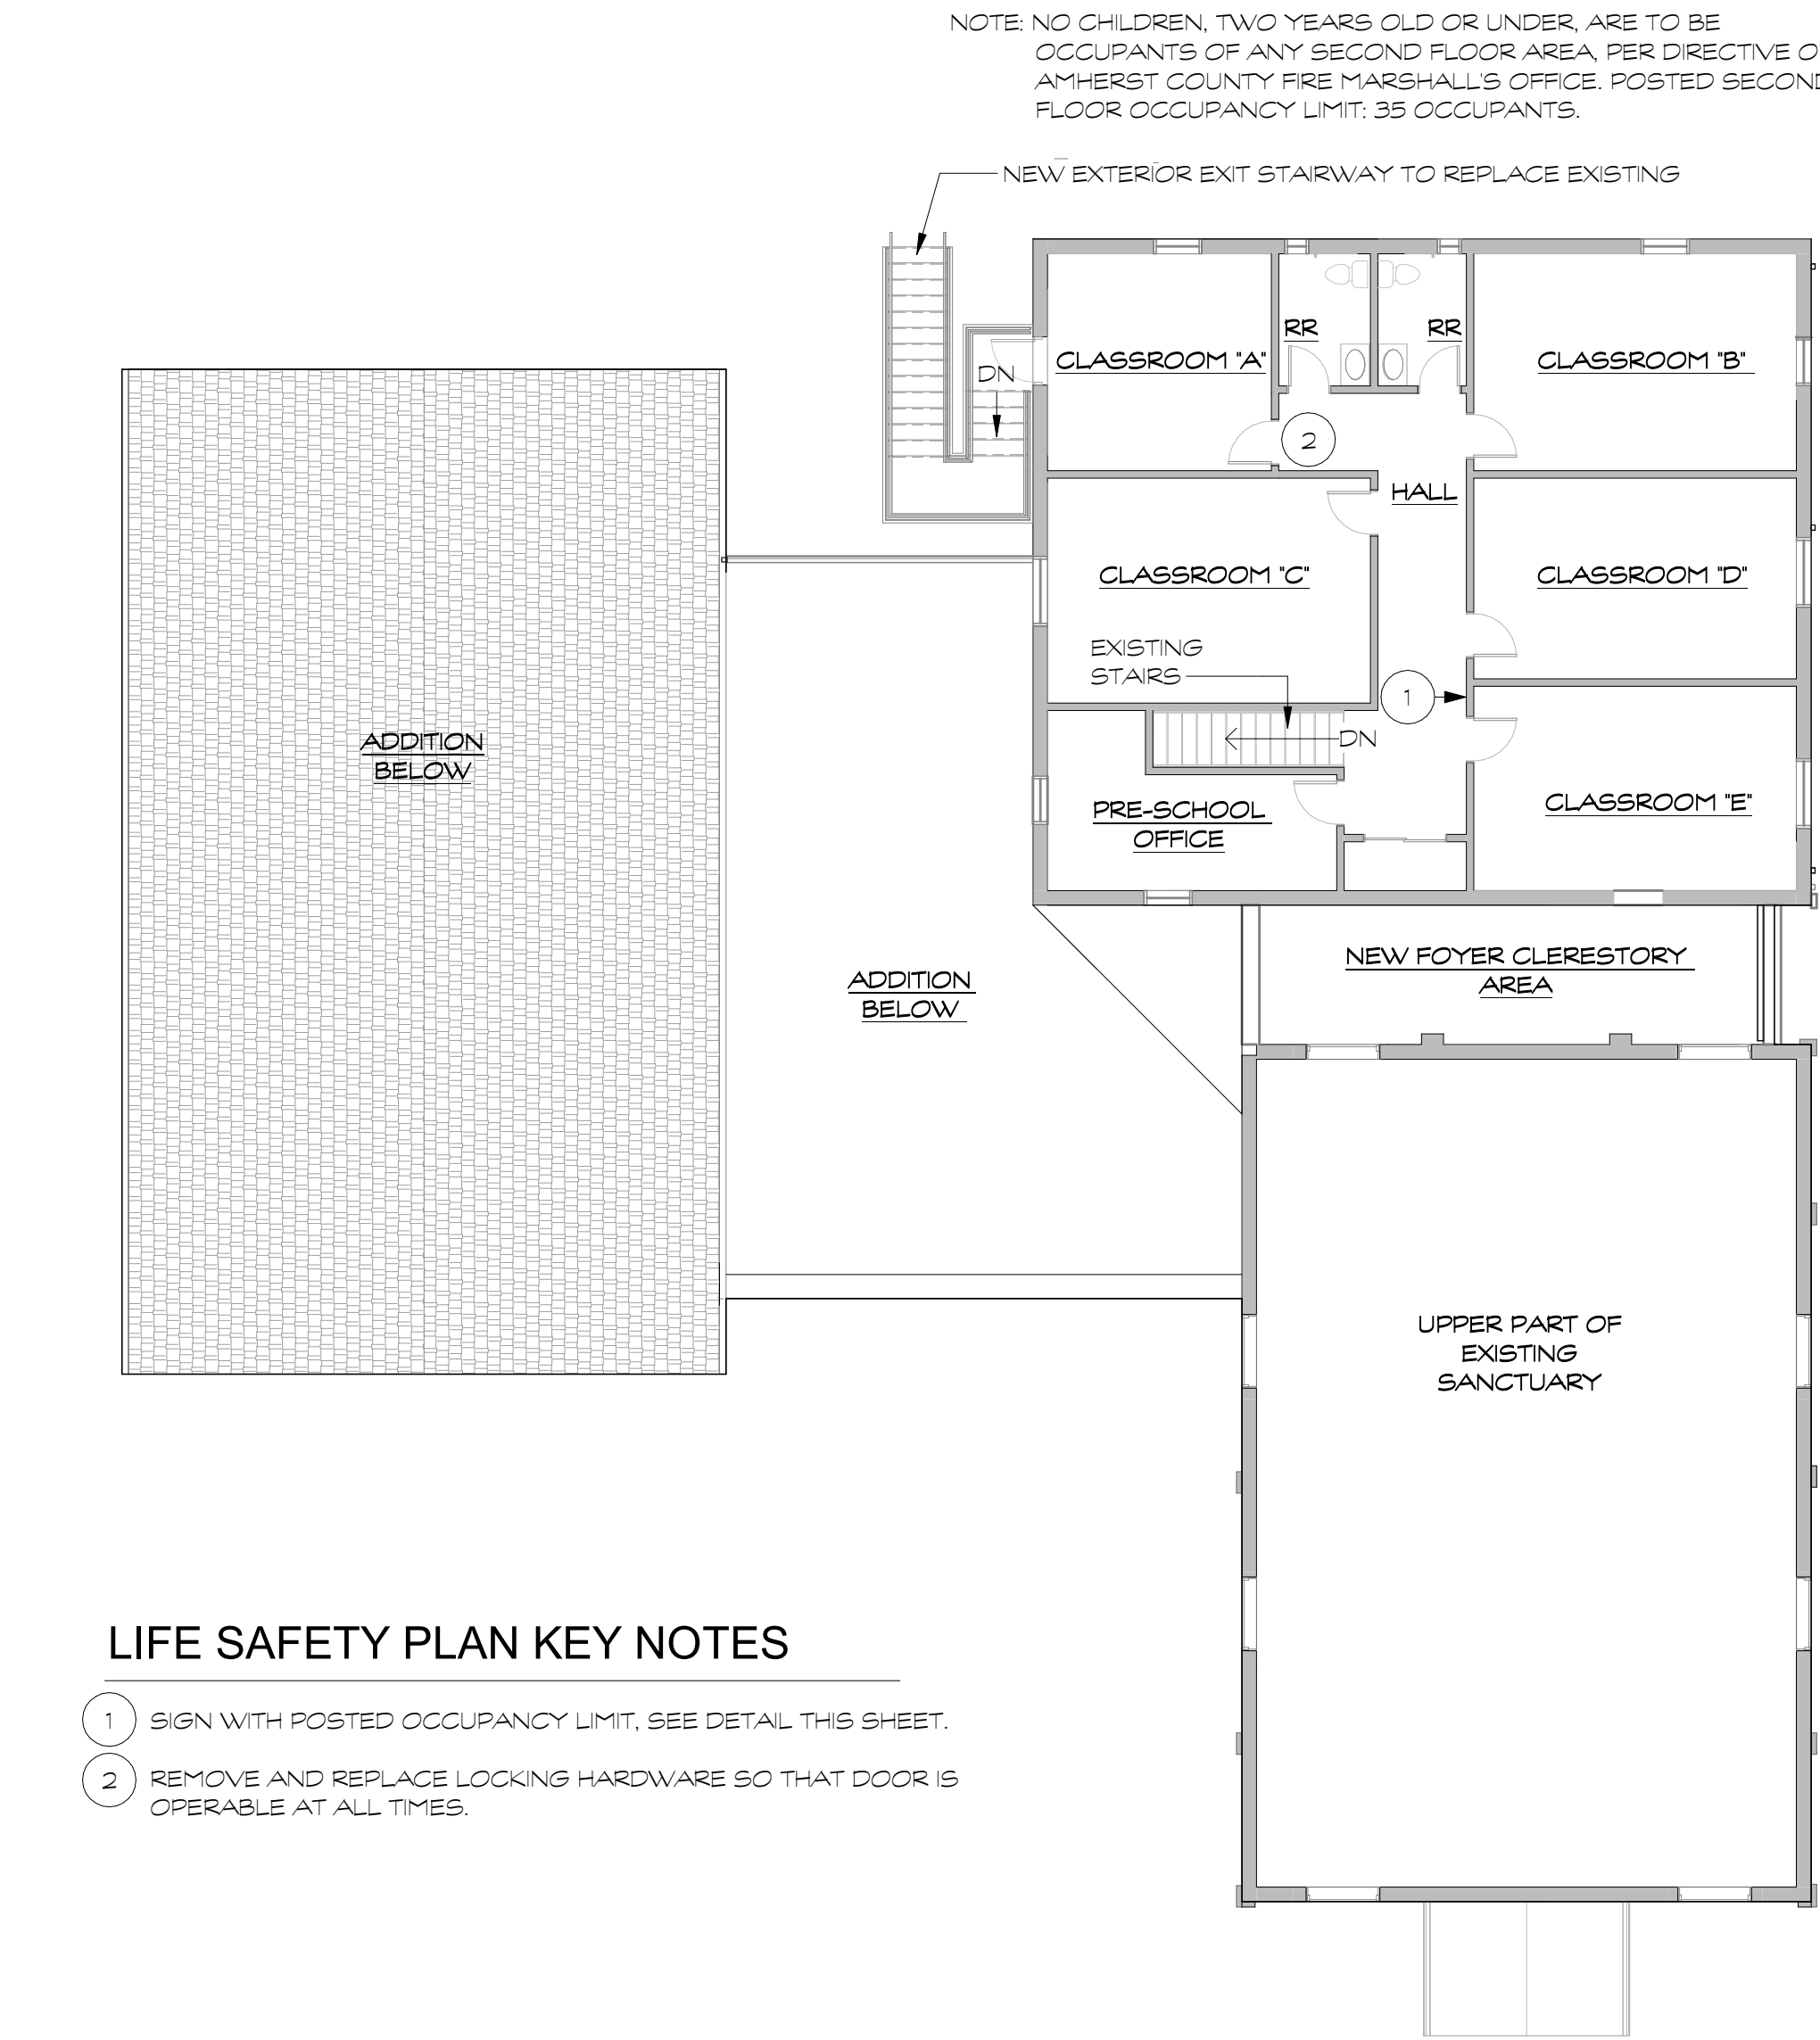 NOTE: NO CHILDREN, TWO YEARS OLD OR UNDER, ARE TO BE
OCCUPANTS OF ANY SECOND FLOOR AREA, PER DIRECTIVE O
AMHERST COUNTY FIRE MARSHALL'S OFFICE. POSTED SECOND
FLOOR OCCUPANCY LIMIT: 35 OCCUPANTS.
NEW EXTERIOR EXIT STAIRWAY TO REPLACE EXISTING
RR
RR
CLASSROOM "A"
CLASSROOM "B"
DN
2
HALL
CLASSROOM "C"
CLASSROOM "D"
EXISTING
STAIRS
1
DN
ADDITION
BELOW
PRE-SCHOOL
OFFICE
CLASSROOM "E"
NEW FOYER CLERESTORY
AREA
ADDITION
BELOW
UPPER PART OF
EXISTING
SANCTUARY
LIFE SAFETY PLAN KEY NOTES
1 SIGN WITH POSTED OCCUPANCY LIMIT, SEE DETAIL THIS SHEET.
2 REMOVE AND REPLACE LOCKING HARDWARE SO THAT DOOR IS
OPERABLE AT ALL TIMES.